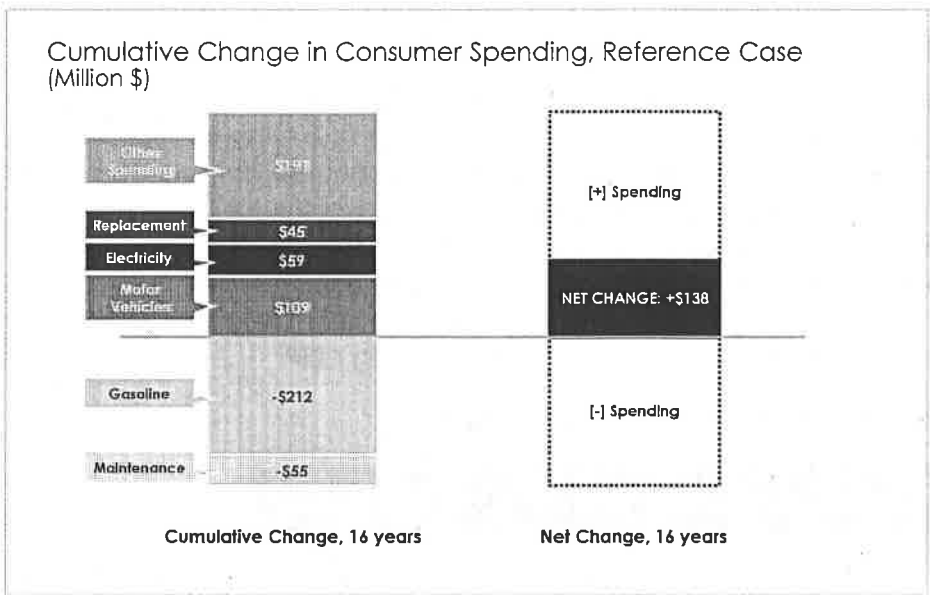 Cumulative Change in Consumer Spending, Reference Case
(Million $)
Other
Spending
$191
[+] Spending
Replacement
$45
Electricity
$59
Motor
Vehicles
$109
NET CHANGE: +$138
Gasoline
-$212
[-] Spending
Maintenance
-$55
Cumulative Change, 16 years
Net Change, 16 years